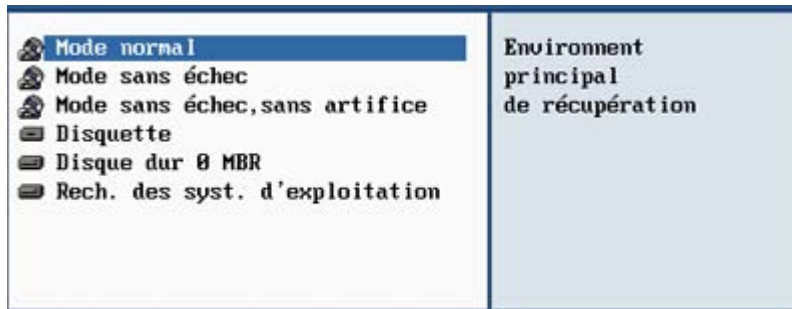 Mode normal
Mode sans échec
Mode sans échec,sans artifice
Disquette
Disque dur 0 MBR
Rech. des syst. d'exploitation
Environnent
principal
de récupération